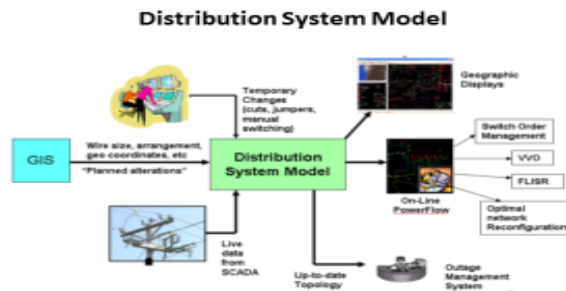 Distribution System Model
Temporary
Changes
(cuts, jumpers,
manual
switching)
Geographic
Displays
GIS
Wire size, arrangement,
geo coordinates, etc
"Planned alterations"
Distribution
System Model
On-Line
PowerFlow
Switch Order
Management
VVO
FLISR
Optimal
network
Reconfiguration
Live
data
from
SCADA
Up-to-date
Topology
Outage
Management
System